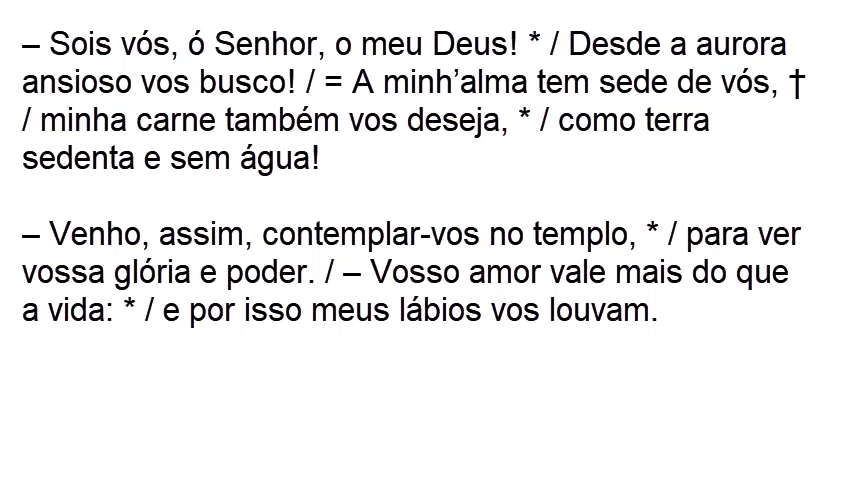 – Sois vós, ó Senhor, o meu Deus! * / Desde a aurora
ansioso vos busco! / = A minh’alma tem sede de vós, †
/ minha carne também vos deseja, * / como terra
sedenta e sem água!
– Venho, assim, contemplar-vos no templo, * / para ver
vossa glória e poder. / – Vosso amor vale mais do que
a vida: * / e por isso meus lábios vos louvam.